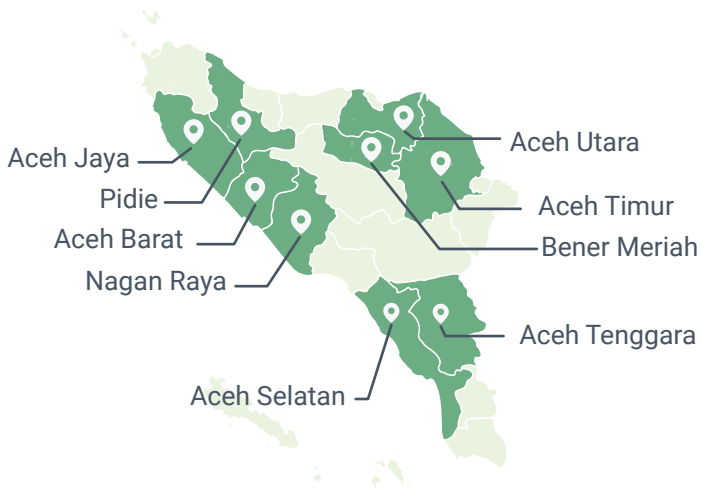 Aceh Utara
Aceh Jaya
Pidie
Aceh Timur
Aceh Barat
Bener Meriah
Nagan Raya
Aceh Tenggara
Aceh Selatan